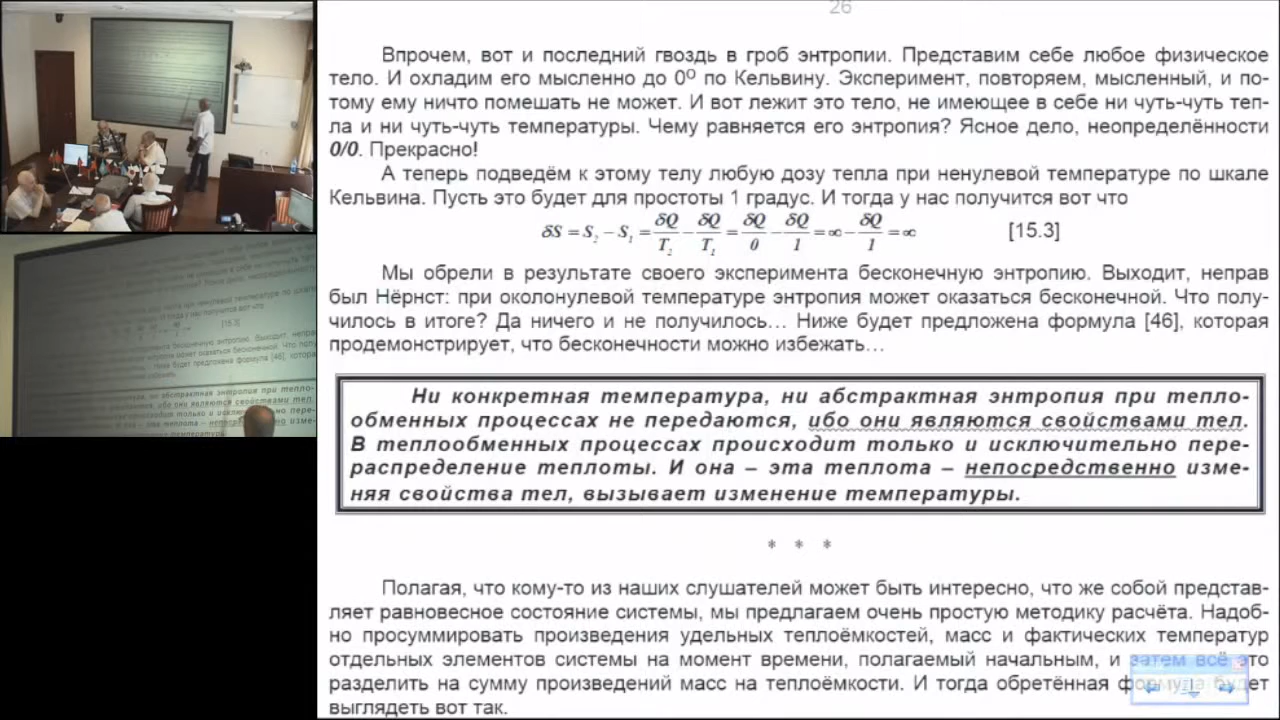 26
Впрочем, вот и последний гвоздь в гроб энтропии. Представим себе любое физическое
тело. И охладим его мысленно до 0º по Кельвину. Эксперимент, повторяем, мысленный, и по-
тому ему ничто помешать не может. И вот лежит это тело, не имеющее в себе ни чуть-чуть теп-
ла и ни чуть-чуть температуры. Чему равняется его энтропия? Ясное дело, неопределённости
0/0. Прекрасно!
А теперь подведём к этому телу любую дозу тепла при ненулевой температуре по шкале
Кельвина. Пусть это будет для простоты 1 градус. И тогда у нас получится вот что
δS = S₂ − S₁ = δQ/T₂ − δQ/T₁ = δQ/0 − δQ/1 = ∞ − δQ/1 = ∞ [15.3]
Мы обрели в результате своего эксперимента бесконечную энтропию. Выходит, неправ
был Нёрнст: при околонулевой температуре энтропия может оказаться бесконечной. Что полу-
чилось в итоге? Да ничего и не получилось… Ниже будет предложена формула [46], которая
продемонстрирует, что бесконечности можно избежать…
Ни конкретная температура, ни абстрактная энтропия при тепло-
обменных процессах не передаются, ибо они являются свойствами тел.
В теплообменных процессах происходит только и исключительно пере-
распределение теплоты. И она – эта теплота – непосредственно изме-
няя свойства тел, вызывает изменение температуры.
* * *
Полагая, что кому-то из наших слушателей может быть интересно, что же собой представ-
ляет равновесное состояние системы, мы предлагаем очень простую методику расчёта. Надоб-
но просуммировать произведения удельных теплоёмкостей, масс и фактических температур
отдельных элементов системы на момент времени, полагаемый начальным, и затем всё это
разделить на сумму произведений масс на теплоёмкости. И тогда обретённая формула будет
выглядеть вот так.